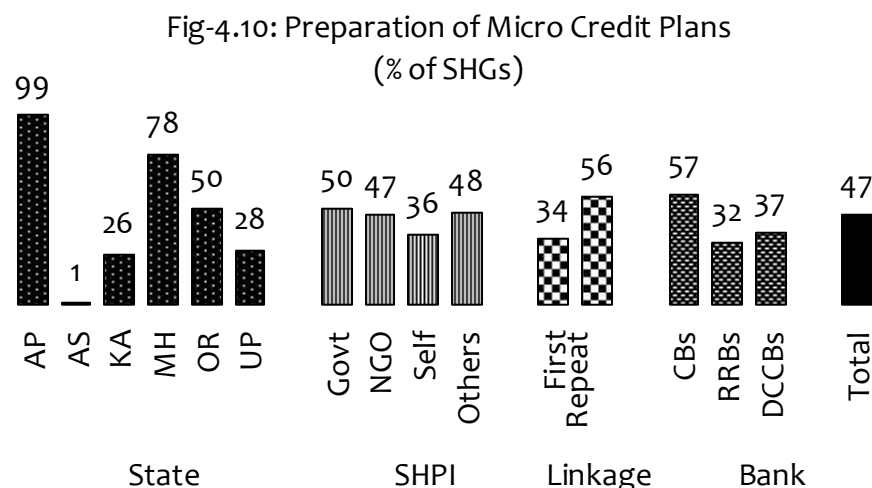 Fig-4.10: Preparation of Micro Credit Plans
(% of SHGs)
99
1
26
78
50
28
50
47
36
48
34
56
57
32
37
47
AP
AS
KA
MH
OR
UP
Govt
NGO
Self
Others
First
Repeat
CBs
RRBs
DCCBs
Total
State
SHPI
Linkage
Bank